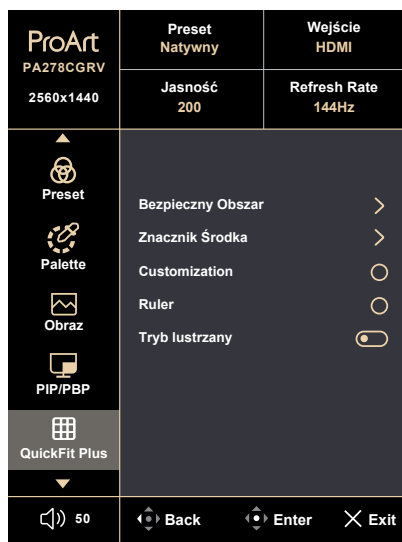 ProArt
PA278CGRV
2560x1440
Preset
Natywny
Wejście
HDMI
Jasność
200
Refresh Rate
144Hz
Preset
Palette
Obraz
PIP/PBP
QuickFit Plus
Bezpieczny Obszar
Znacznik Środka
Customization
Ruler
Tryb lustrzany
50
Back
Enter
Exit